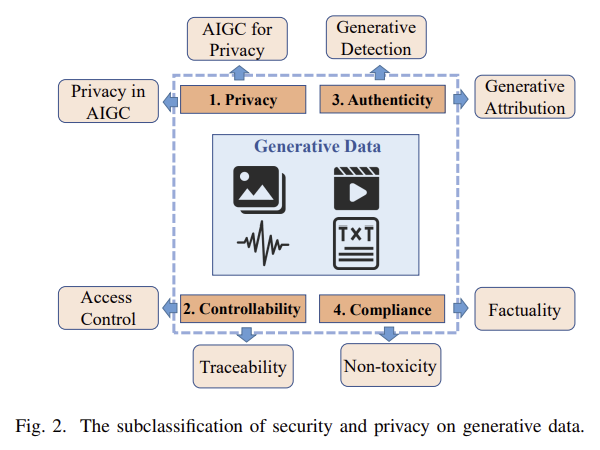 AIGC for
Privacy
Generative
Detection
Privacy in
AIGC
1. Privacy
3. Authenticity
Generative
Attribution
Generative Data
TXT
Access
Control
2. Controllability
4. Compliance
Factuality
Traceability
Non-toxicity
Fig. 2. The subclassification of security and privacy on generative data.